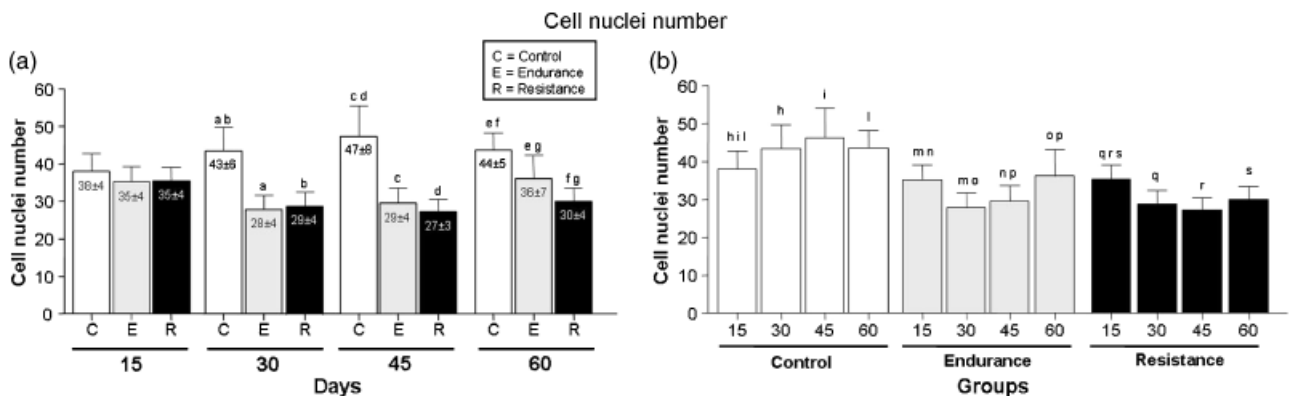 Cell nuclei number
(a)
C = Control
E = Endurance
R = Resistance
Cell nuclei number
60
50
40
30
20
10
0
38±4
35±4
35±4
a b
43±6
a
28±4
b
29±4
c d
47±8
c
29±4
d
27±3
e f
44±5
e g
36±7
f g
30±4
C E R C E R C E R C E R
15 30 45 60
Days
(b)
Cell nuclei number
60
50
40
30
20
10
0
h i l
h
i
l
m n
m o
n p
o p
q r s
q
r
s
15 30 45 60 15 30 45 60 15 30 45 60
Control Endurance Resistance
Groups